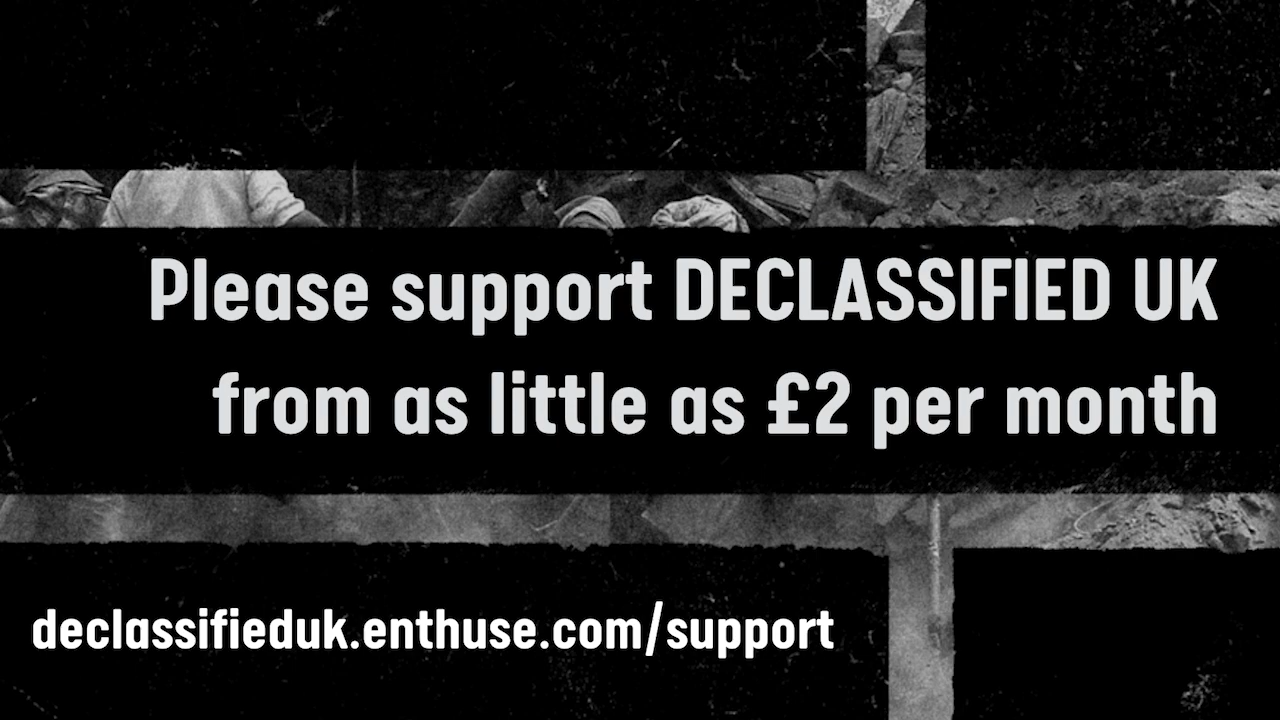 Please support DECLASSIFIED UK
from as little as £2 per month
declassifieduk.enthuse.com/support